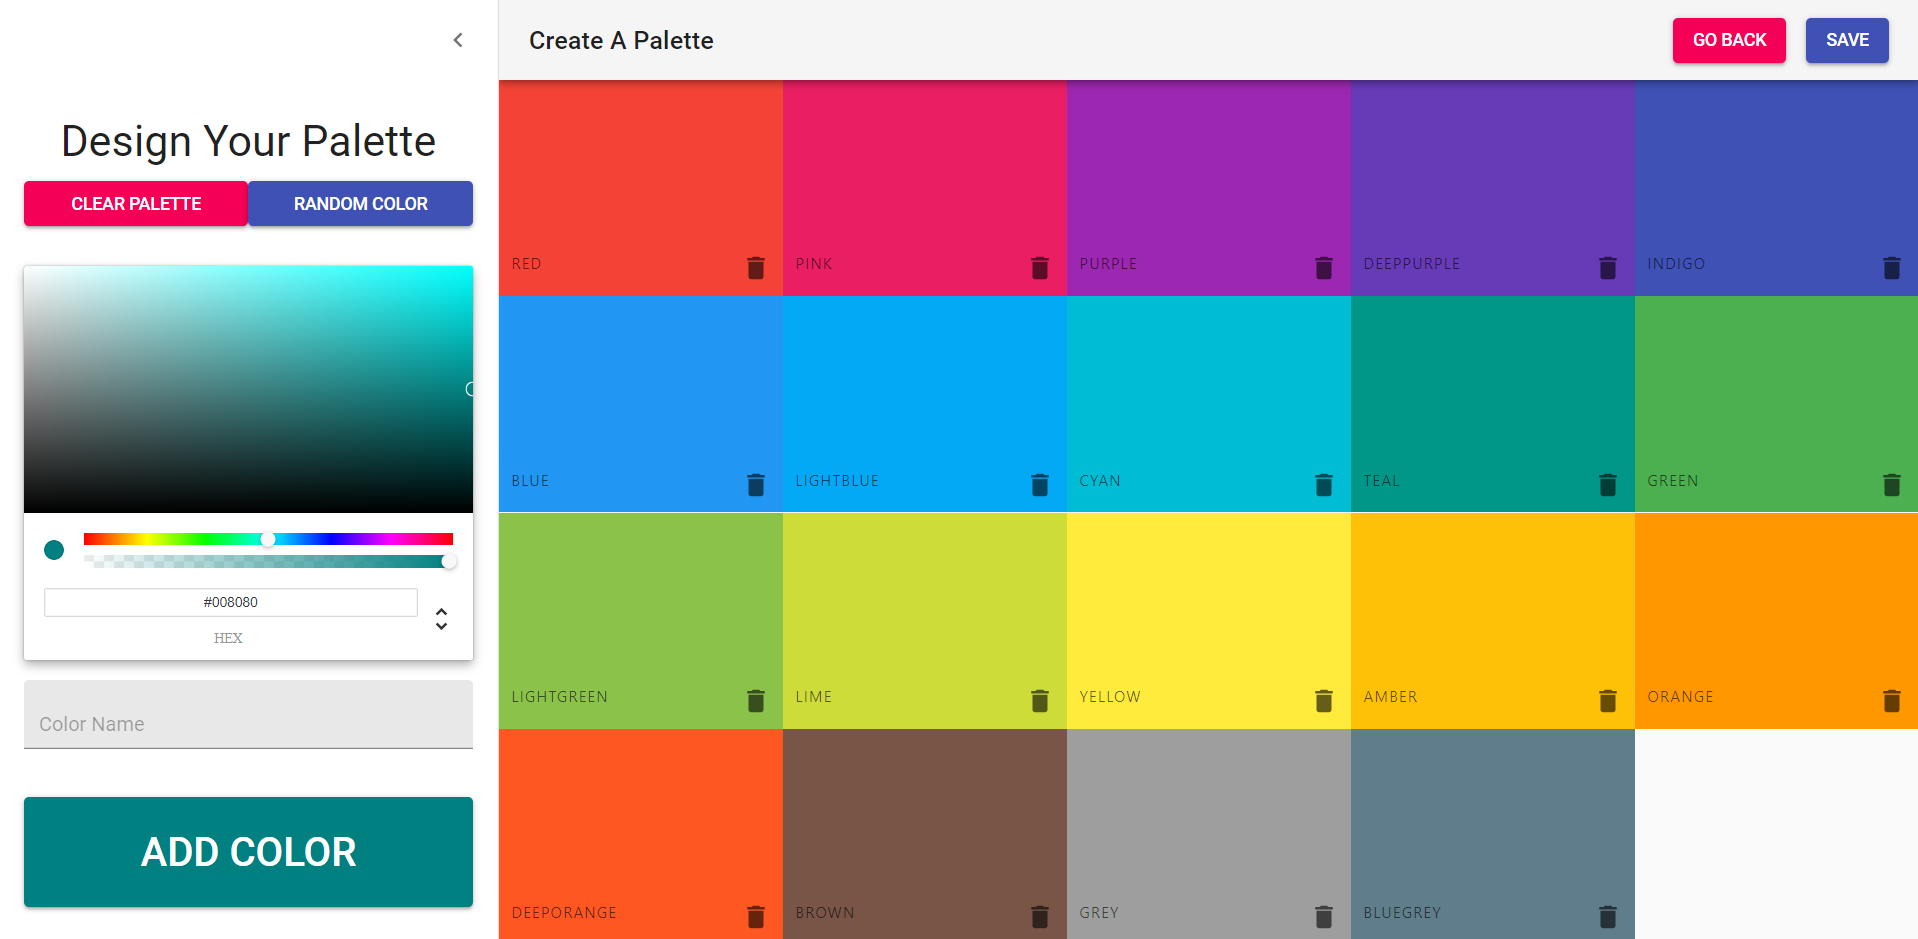 Create A Palette
GO BACK
SAVE
Design Your Palette
CLEAR PALETTE
RANDOM COLOR
#008080
HEX
Color Name
ADD COLOR
RED
PINK
PURPLE
DEEPPURPLE
INDIGO
BLUE
LIGHTBLUE
CYAN
TEAL
GREEN
LIGHTGREEN
LIME
YELLOW
AMBER
ORANGE
DEEPORANGE
BROWN
GREY
BLUEGREY